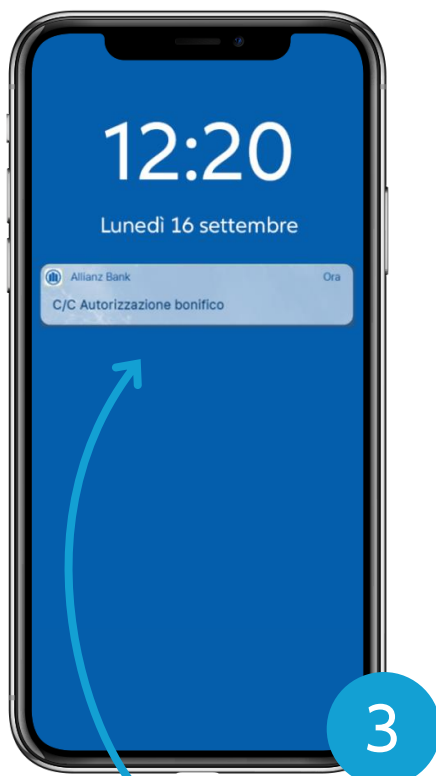 12:20
Lunedì 16 settembre
Allianz Bank Ora
C/C Autorizzazione bonifico
3